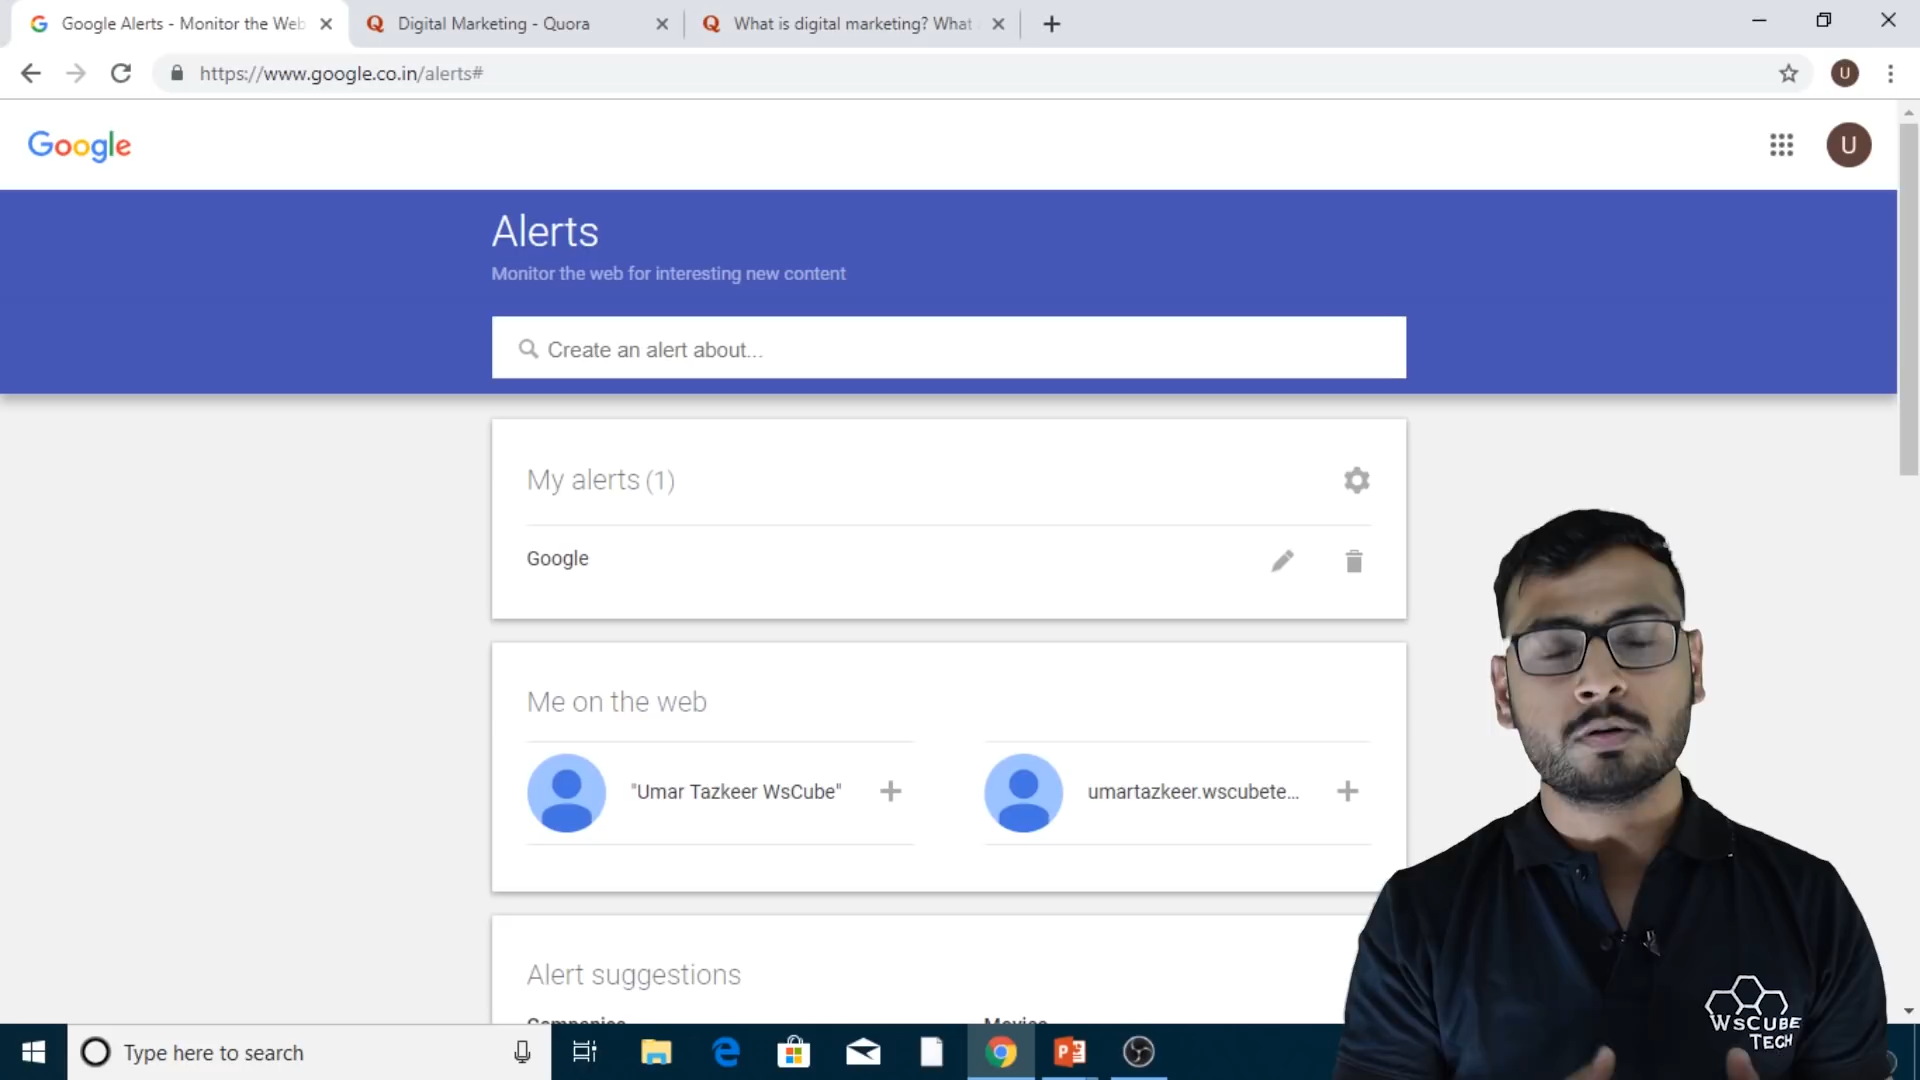 Google Alerts - Monitor the Web
Digital Marketing - Quora
What is digital marketing? What
https://www.google.co.in/alerts#
U
Google
U
Alerts
Monitor the web for interesting new content
Create an alert about...
My alerts (1)
Google
Me on the web
"Umar Tazkeer WsCube"
umartazkeer.wscubete...
Alert suggestions
Companies
Movies
Type here to search
WSCUBE
TECH